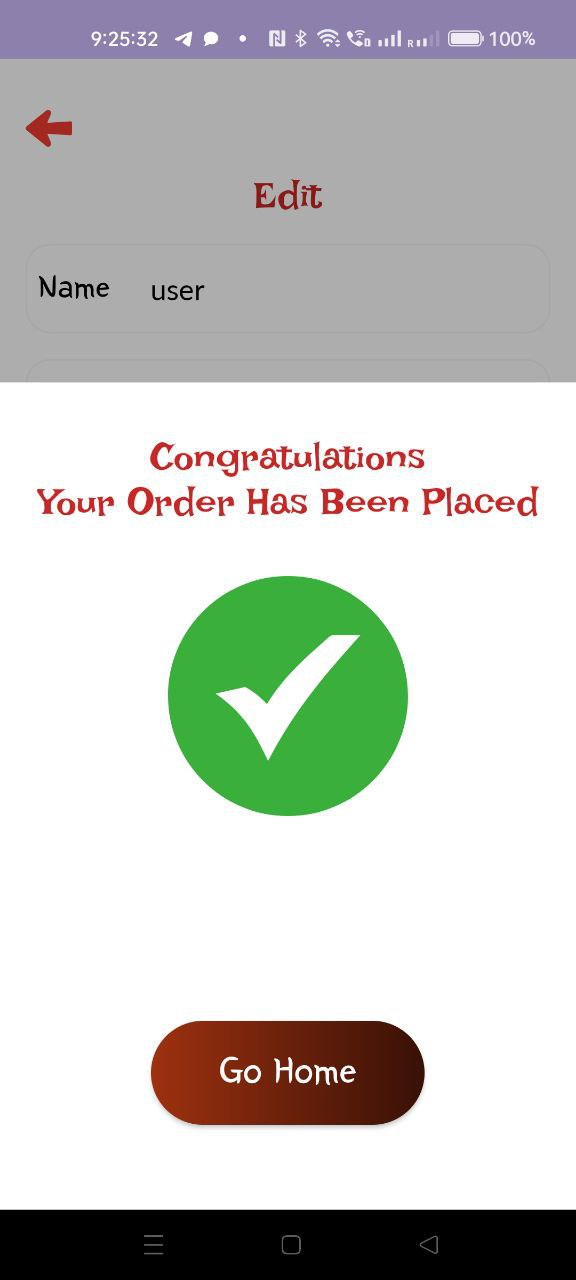 9:25:32 100%
Edit
Name user
Congratulations
Your Order Has Been Placed
Go Home